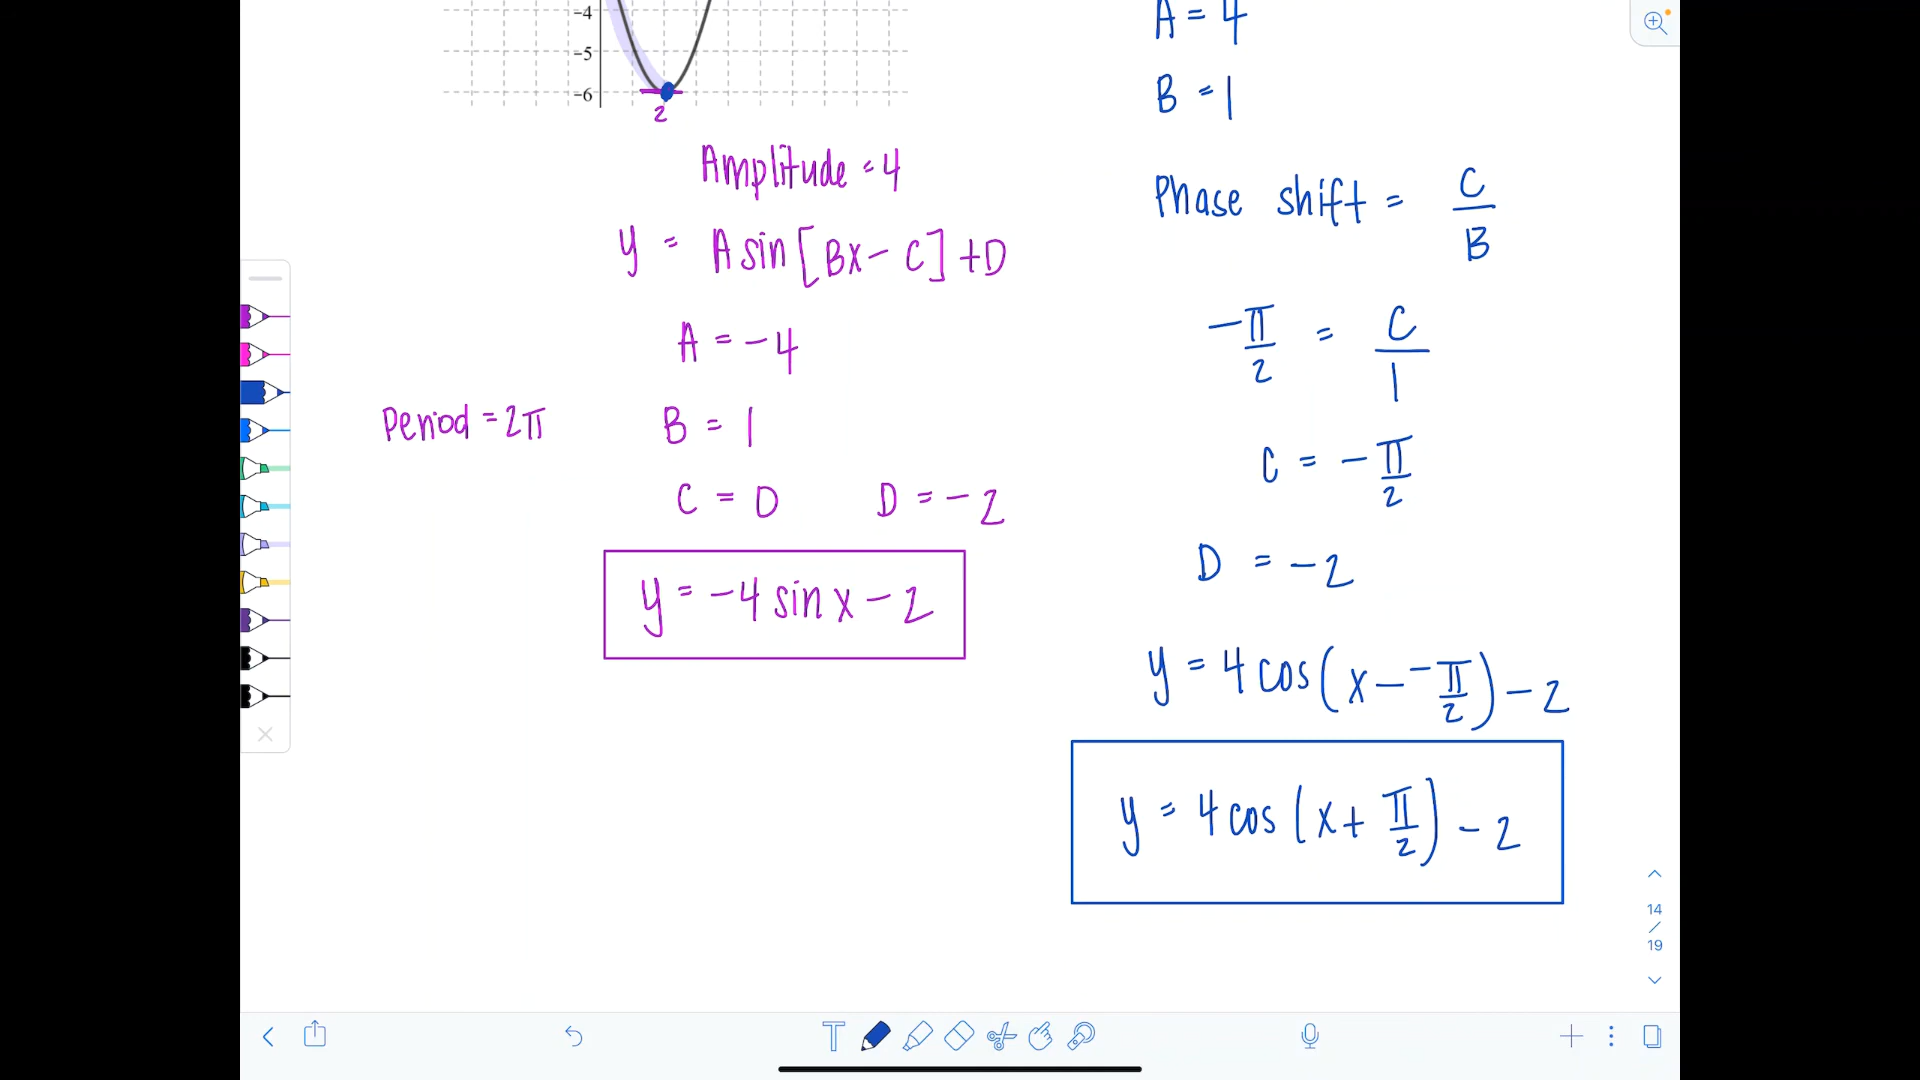 -4
-5
-6
2
Amplitude = 4
y = A sin [Bx - C] + D
A = -4
Period = 2π
B = 1
C = 0 D = -2
y = -4 sin x - 2
A = 4
B = 1
Phase shift = C/B
-π/2 = C/1
C = -π/2
D = -2
y = 4 cos (x - -π/2) - 2
y = 4 cos (x + π/2) - 2
14
/
19
T